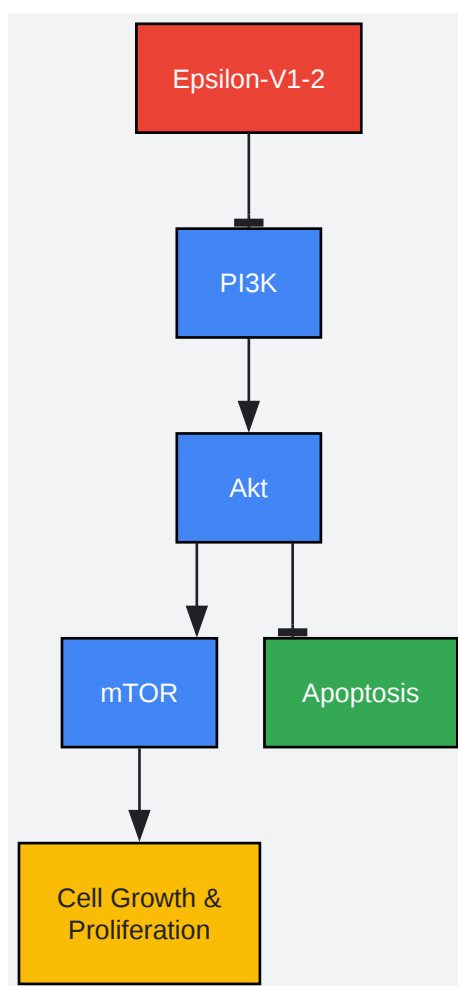 Epsilon-V1-2
PI3K
Akt
mTOR
Apoptosis
Cell Growth &
Proliferation